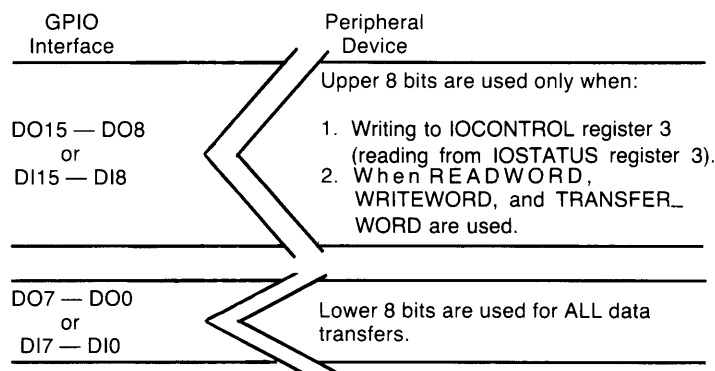 GPIO
Interface
Peripheral
Device
Upper 8 bits are used only when:
DO15 — DO8
or
DI15 — DI8
1. Writing to IOCONTROL register 3
(reading from IOSTATUS register 3).
2. When READWORD,
WRITEWORD, and TRANSFER_
WORD are used.
DO7 — DO0
or
DI7 — DI0
Lower 8 bits are used for ALL data
transfers.